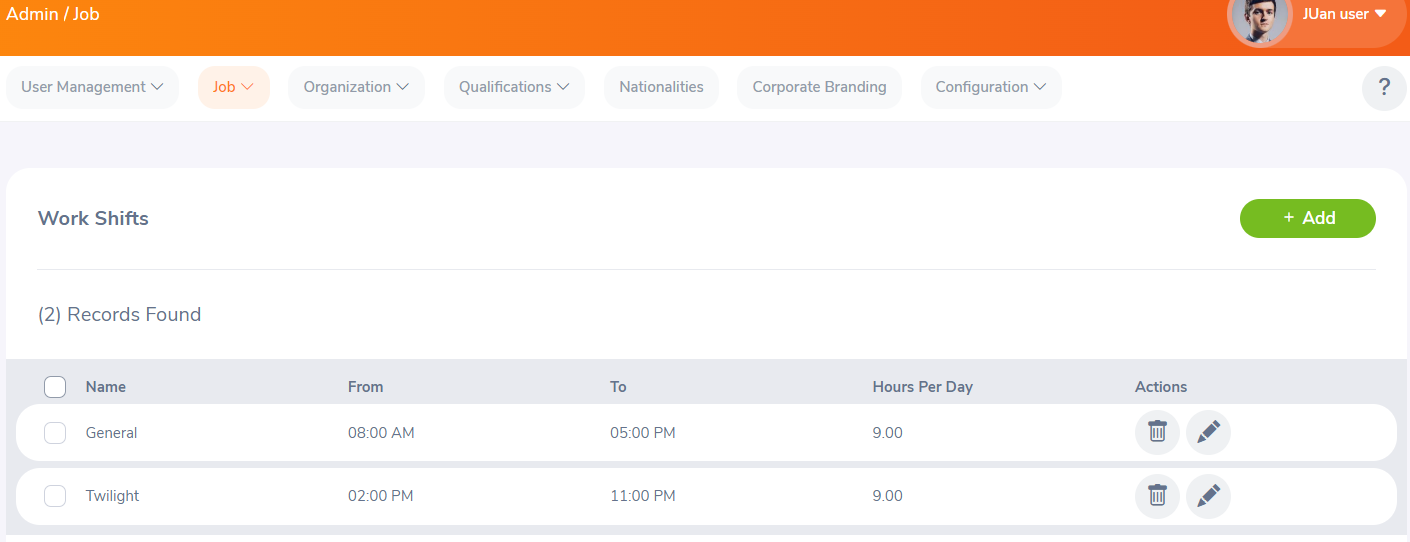 Admin / Job
JUan user
User Management Job Organization Qualifications Nationalities Corporate Branding Configuration ?
Work Shifts
+ Add
(2) Records Found
Name From To Hours Per Day Actions
General 08:00 AM 05:00 PM 9.00
Twilight 02:00 PM 11:00 PM 9.00